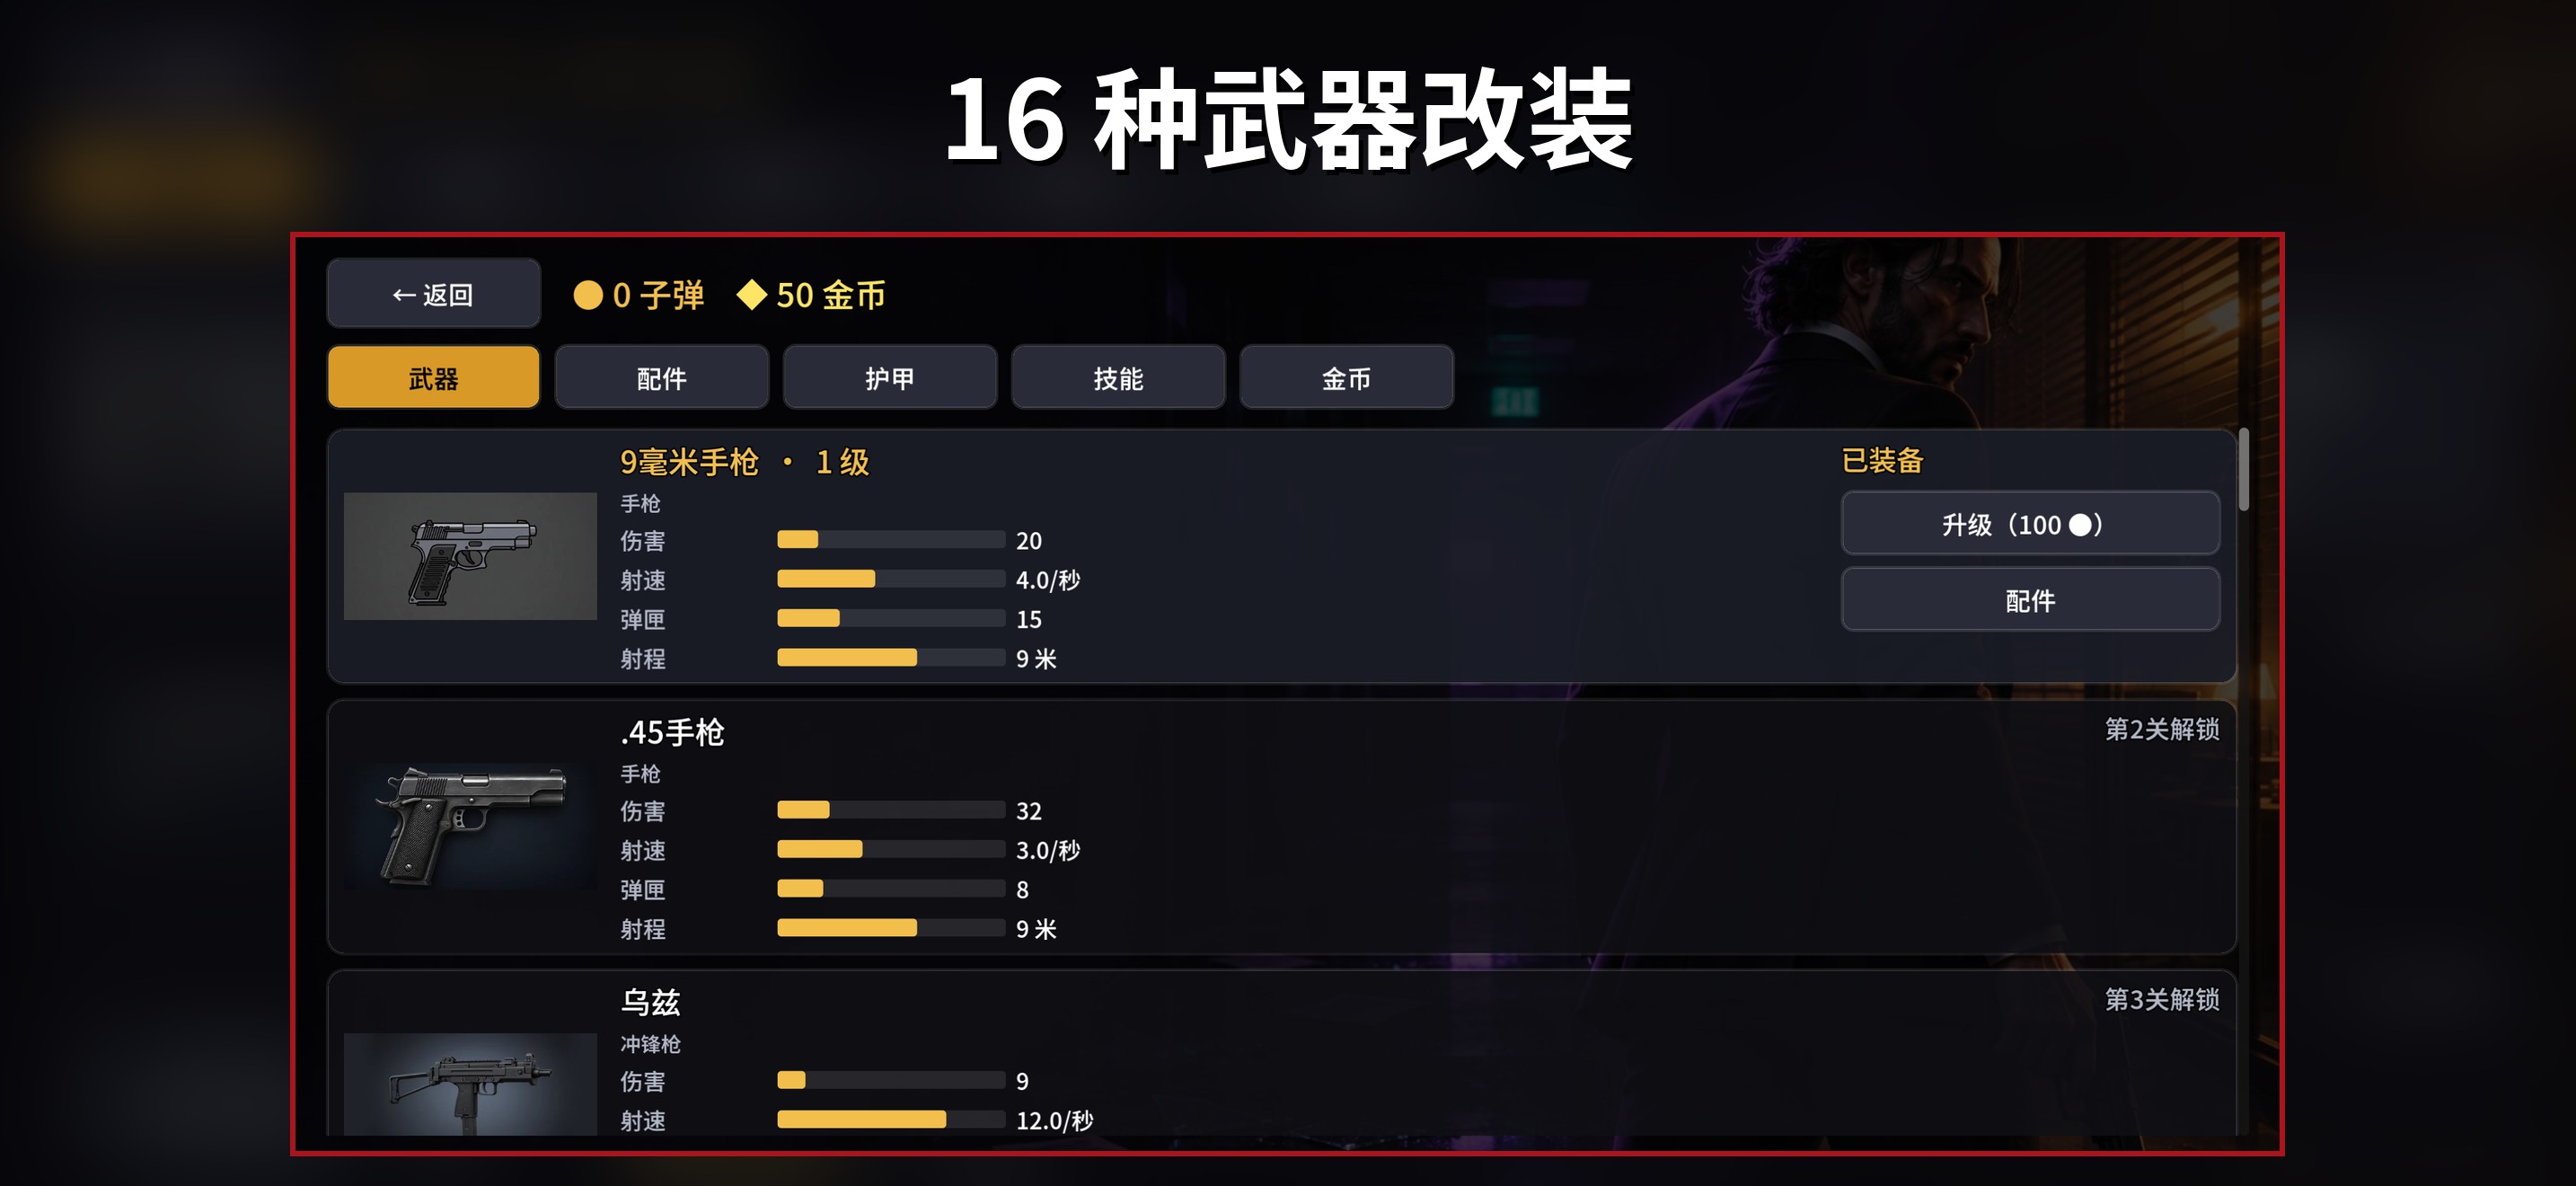 16 种武器改装
← 返回
0 子弹
50 金币
武器
配件
护甲
技能
金币
9毫米手枪 · 1 级
已装备
手枪
伤害 20
射速 4.0/秒
弹匣 15
射程 9 米
升级（100 ●）
配件
.45手枪
第2关解锁
手枪
伤害 32
射速 3.0/秒
弹匣 8
射程 9 米
乌兹
第3关解锁
冲锋枪
伤害 9
射速 12.0/秒